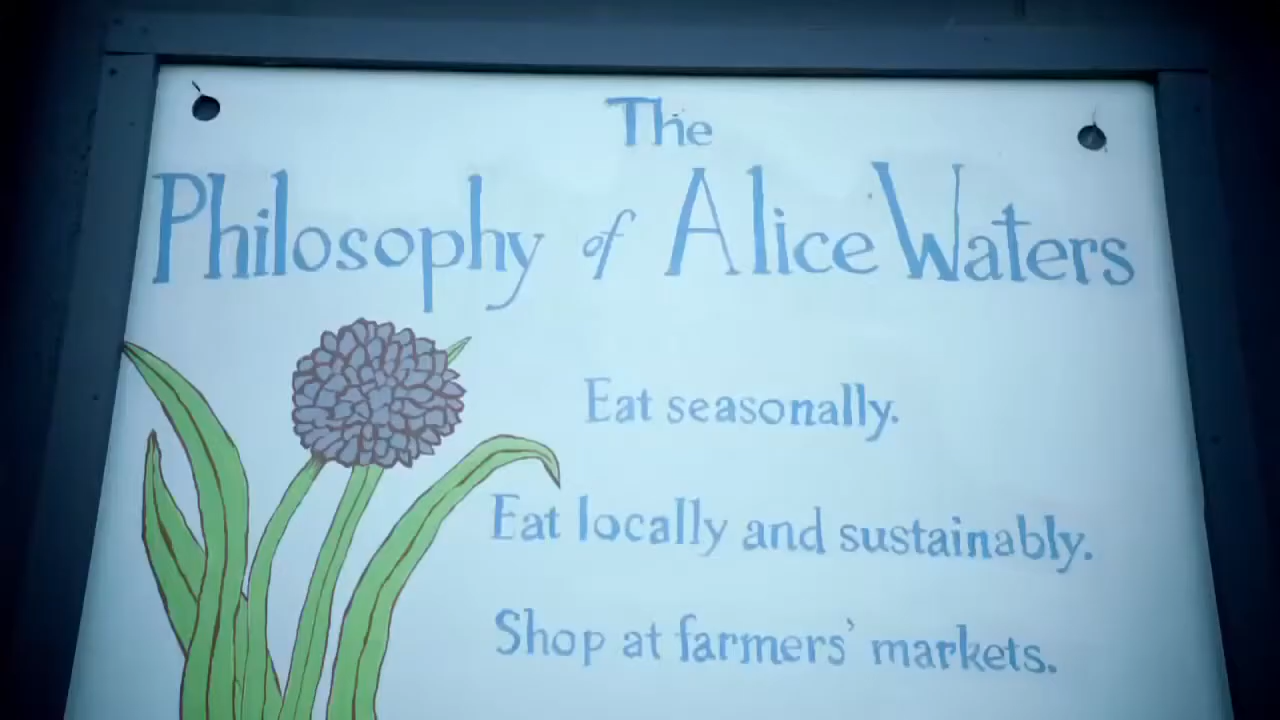 The
Philosophy of Alice Waters
Eat seasonally.
Eat locally and sustainably.
Shop at farmers' markets.